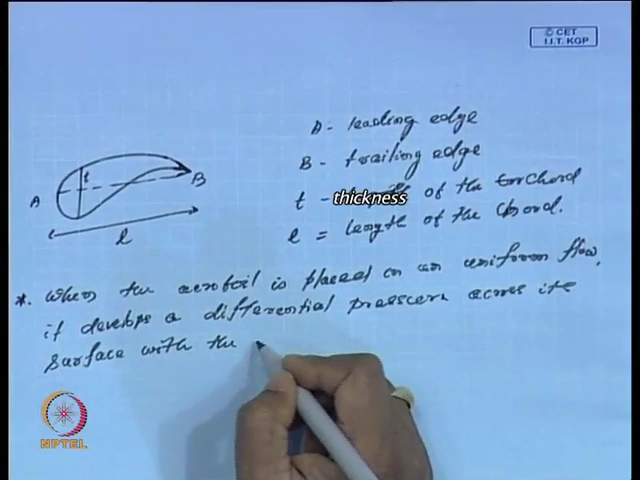 © CET
I.I.T. KGP
A - leading edge
B - trailing edge
t - thickness of the
l = length of the chord.
A
t
B
l
*. When the aerofoil is placed in an uniform flow,
it develops a differential pressure across its
surface with the
NPTEL